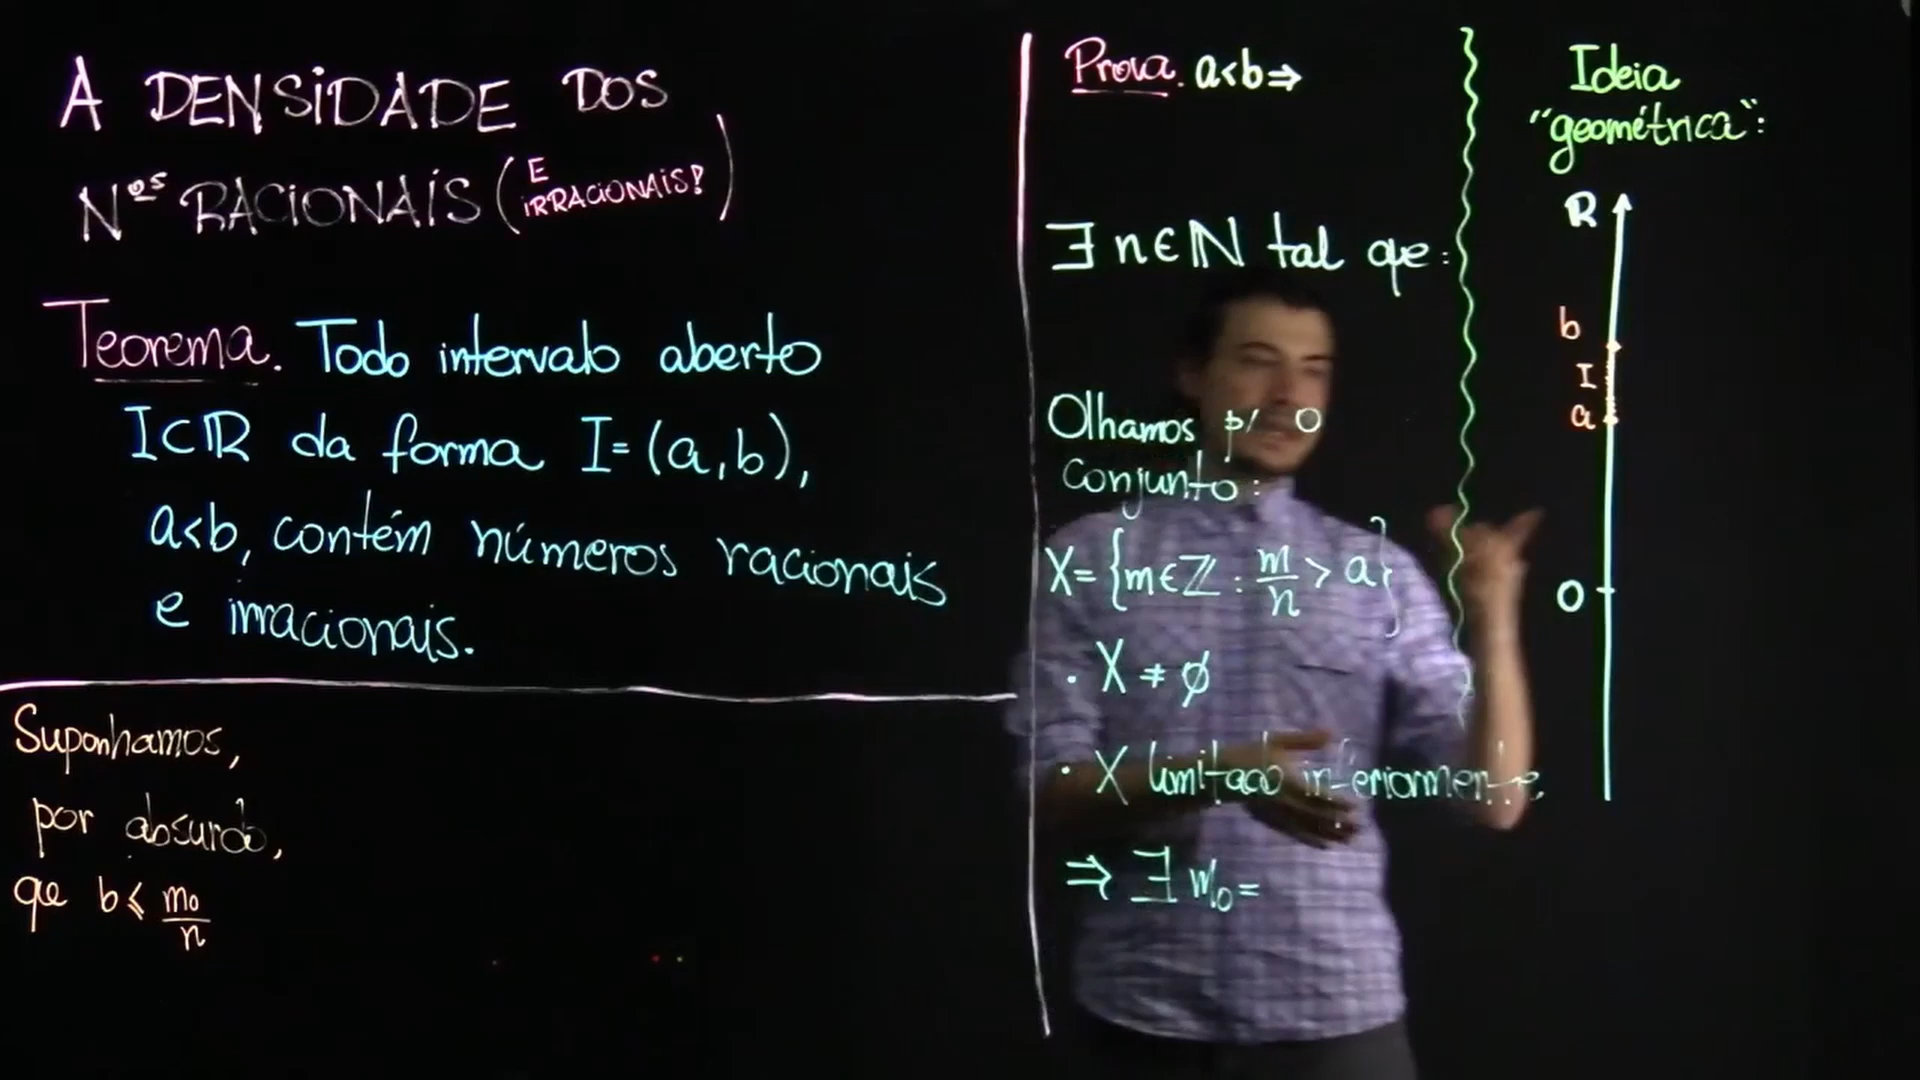 A DENSIDADE DOS
Nos RACIONAIS (E IRRACIONAIS!)
Teorema. Todo intervalo aberto
I⊂ℝ da forma I=(a,b),
a<b, contém números racionais
e irracionais.
Suponhamos,
por absurdo,
que b ≤ m₀/n
Prova. a<b⇒
∃ n∈ℕ tal que:
Olhamos p/ o
conjunto:
X={m∈ℤ : m/n > a}
· X ≠ ∅
· X limitado inferiormente
⇒ ∃ m₀=
Ideia
"geométrica":
ℝ
b
I
a
0